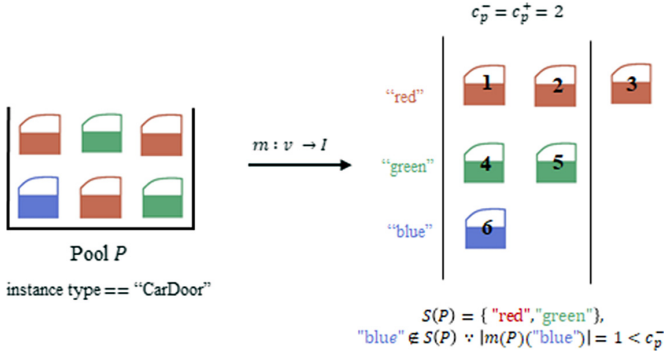 c_p^- = c_p^+ = 2
“red” 1 2 3
m : v → I
“green” 4 5
“blue” 6
Pool P
instance type == “CarDoor”
S(P) = { "red","green"},
"blue" ∉ S(P) ∵ |m(P)("blue")| = 1 < c_p^-